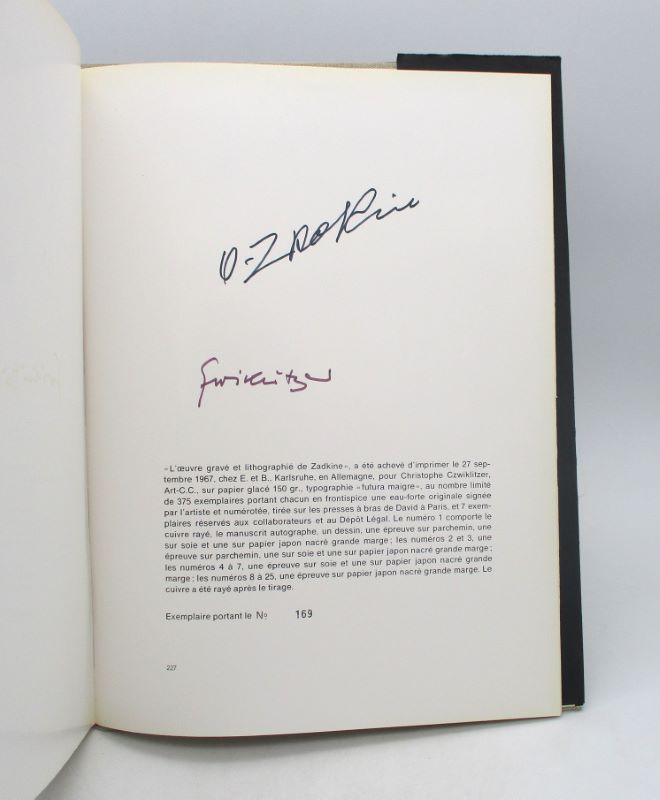 O. Zadkine
Czwiklitzer
« L'œuvre gravé et lithographié de Zadkine », a été achevé d'imprimer le 27 sep-
tembre 1967, chez E. et B., Karlsruhe, en Allemagne, pour Christophe Czwiklitzer,
Art-C.C., sur papier glacé 150 gr., typographie « futura maigre », au nombre limité
de 375 exemplaires portant chacun en frontispice une eau-forte originale signée
par l'artiste et numérotée, tirée sur les presses à bras de David à Paris, et 7 exem-
plaires réservés aux collaborateurs et au Dépôt Légal. Le numéro 1 comporte le
cuivre rayé, le manuscrit autographe, un dessin, une épreuve sur parchemin, une
sur soie et une sur papier japon nacré grande marge; les numéros 2 et 3, une
épreuve sur parchemin, une sur soie et une sur papier japon nacré grande marge;
les numéros 4 à 7, une épreuve sur soie et une sur papier japon nacré grande
marge; les numéros 8 à 25, une épreuve sur papier japon nacré grande marge. Le
cuivre a été rayé après le tirage.
Exemplaire portant le No 169
227